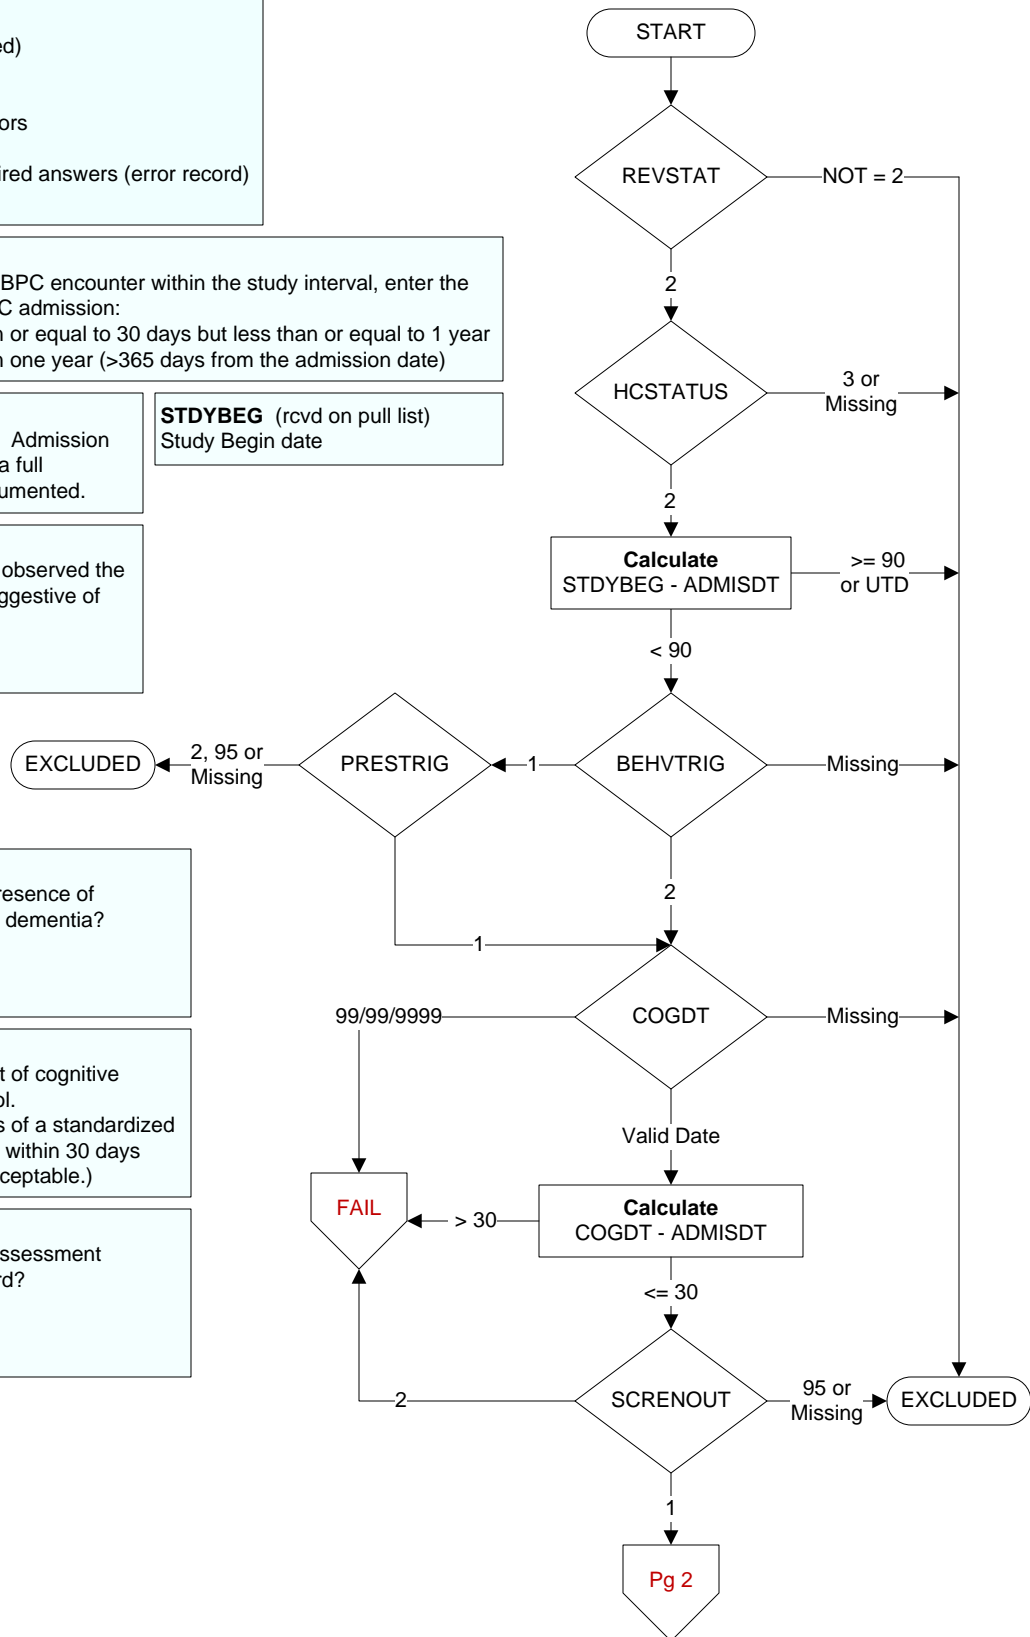 ed)
ors
ired answers (error record)
BPC encounter within the study interval, enter the
C admission:
n or equal to 30 days but less than or equal to 1 year
n one year (>365 days from the admission date)
Admission
a full
umented.
STDYBEG (rcvd on pull list)
Study Begin date
observed the
ggestive of
resence of
dementia?
t of cognitive
ol.
s of a standardized
within 30 days
ceptable.)
ssessment
rd?
START
REVSTAT
NOT = 2
2
HCSTATUS
3 or
Missing
2
Calculate
STDYBEG - ADMISDT
>= 90
or UTD
< 90
BEHVTRIG
Missing
1
PRESTRIG
2, 95 or
Missing
EXCLUDED
2
1
COGDT
Missing
99/99/9999
Valid Date
Calculate
COGDT - ADMISDT
> 30
FAIL
<= 30
SCRENOUT
95 or
Missing
EXCLUDED
2
1
Pg 2